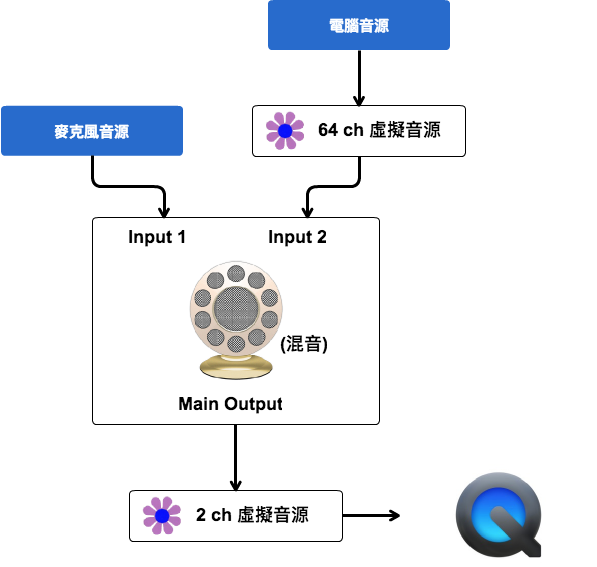 電腦音源
麥克風音源
64 ch 虛擬音源
Input 1
Input 2
(混音)
Main Output
2 ch 虛擬音源